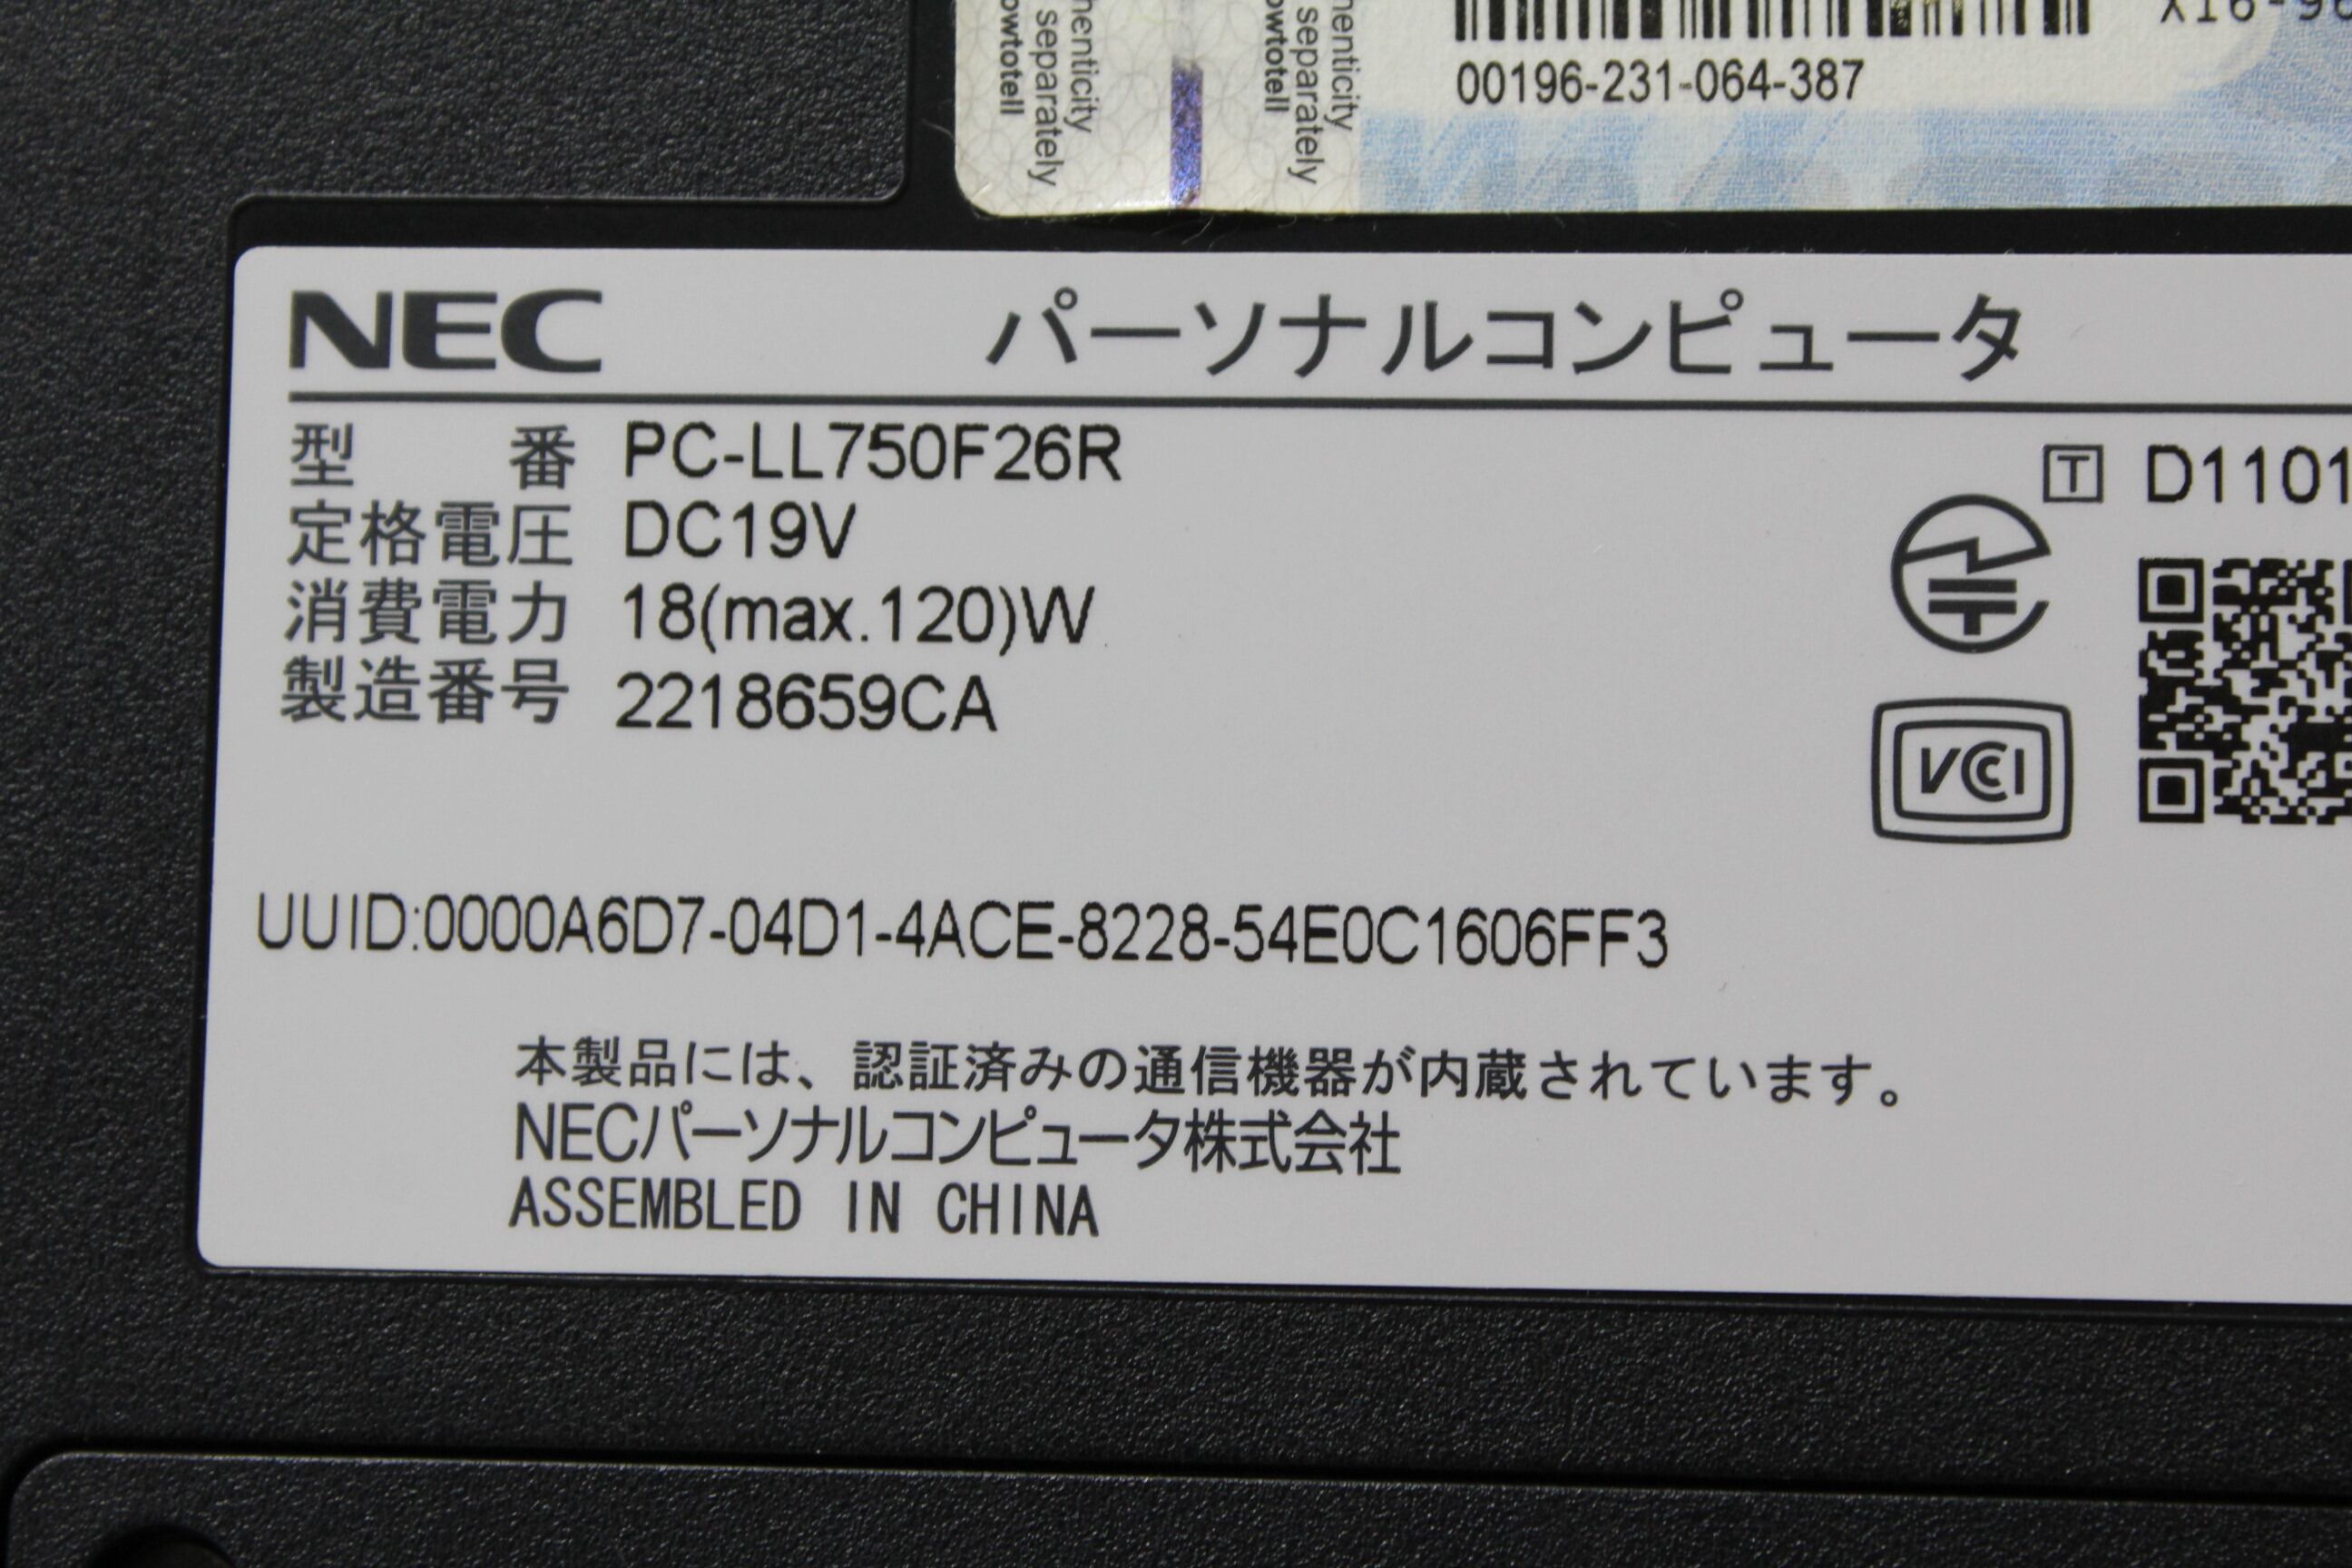 henticity
separately
owtotell
henticity
separately
owtotell
00196-231-064-387
NEC パーソナルコンピュータ
型番 PC-LL750F26R
T D1101
定格電圧 DC19V
消費電力 18(max.120)W
製造番号 2218659CA
VCCI
UUID:0000A6D7-04D1-4ACE-8228-54E0C1606FF3
本製品には、認証済みの通信機器が内蔵されています。
NECパーソナルコンピュータ株式会社
ASSEMBLED IN CHINA